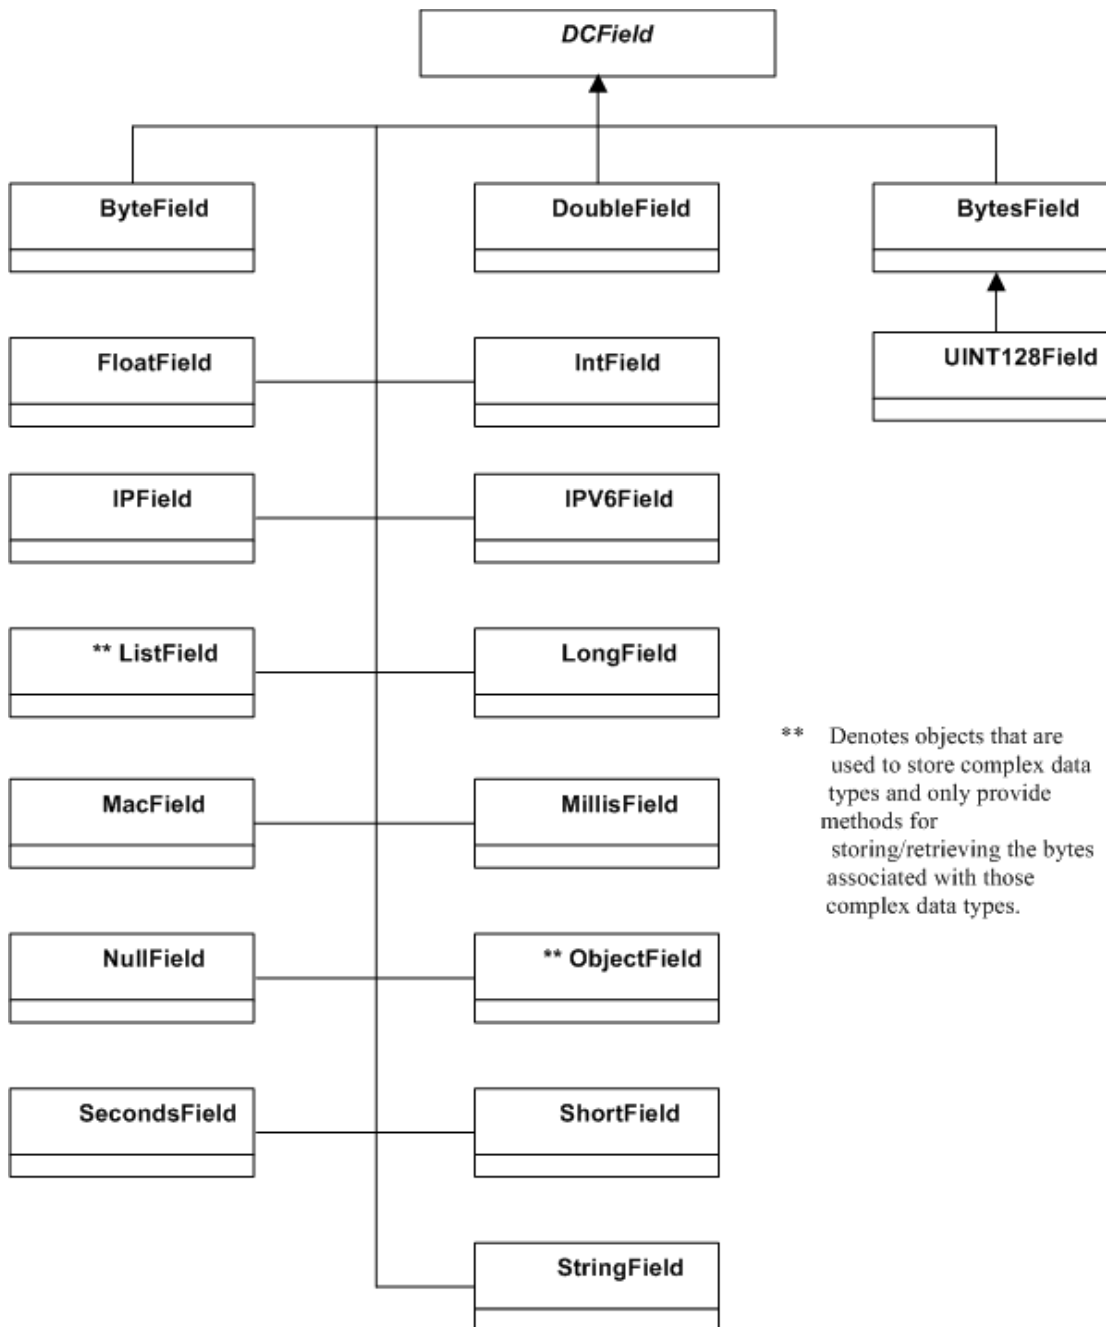 DCField
ByteField
DoubleField
BytesField
FloatField
IntField
UINT128Field
IPField
IPV6Field
** ListField
LongField
** Denotes objects that are
used to store complex data
types and only provide
methods for
storing/retrieving the bytes
associated with those
complex data types.
MacField
MillisField
NullField
** ObjectField
SecondsField
ShortField
StringField